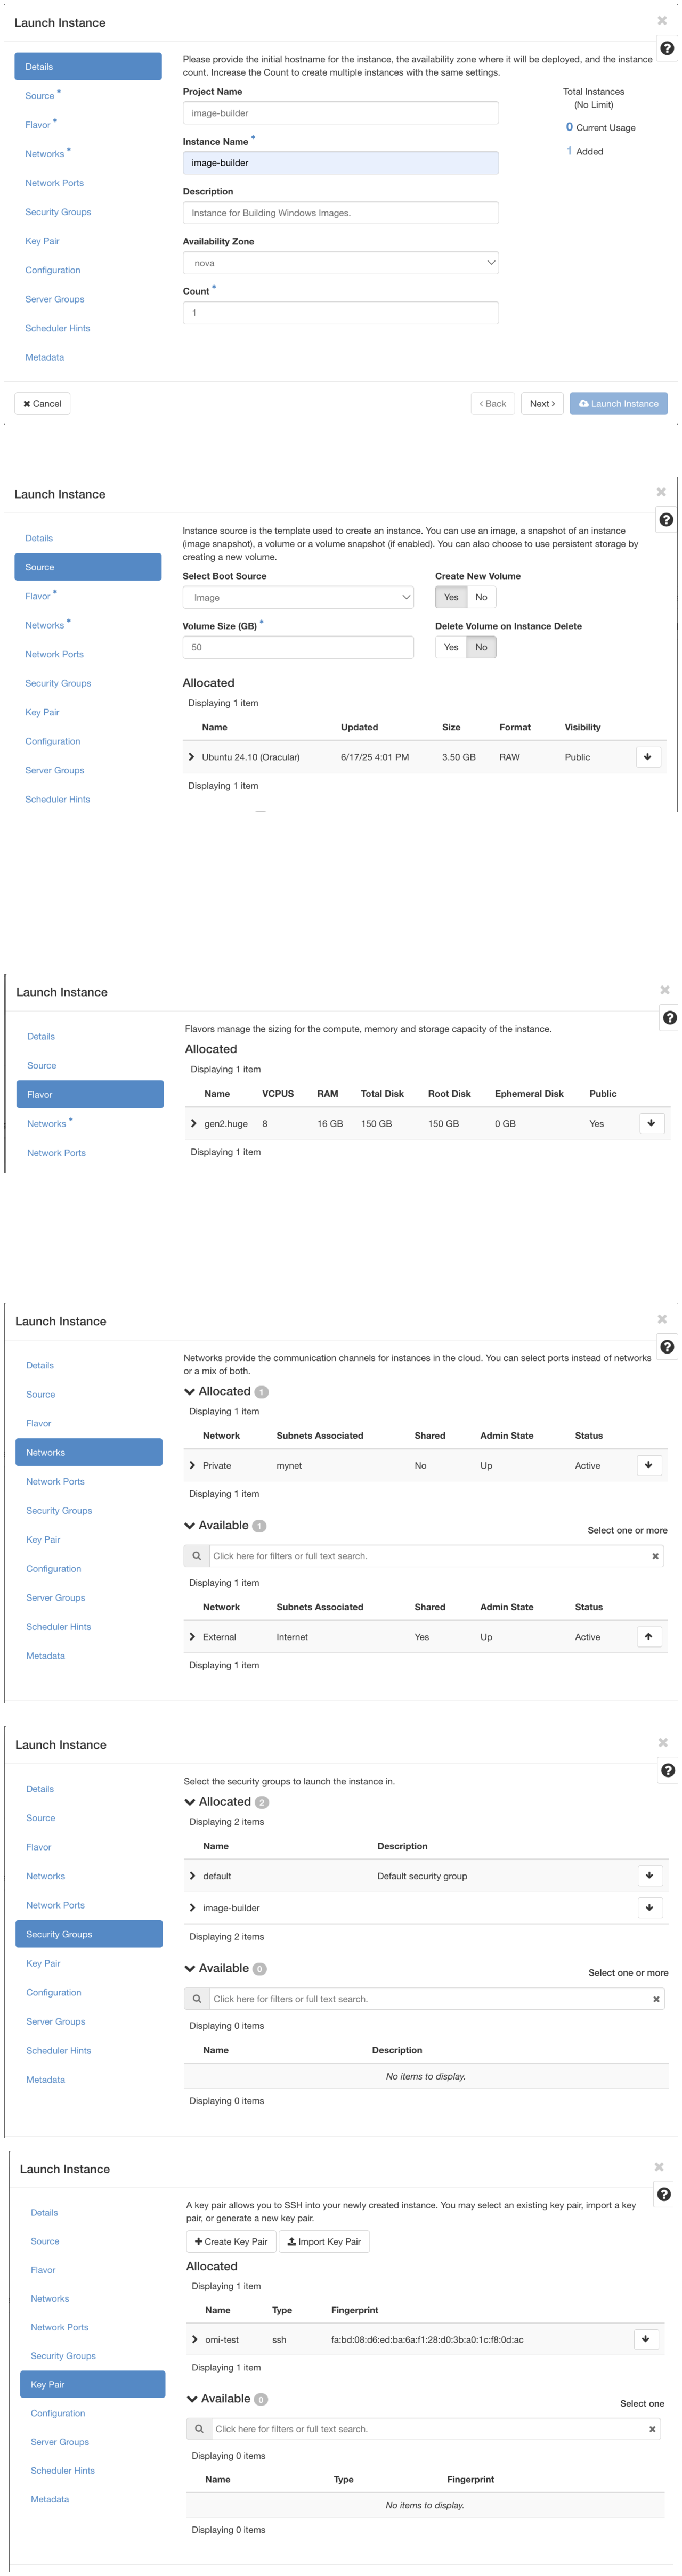 Launch Instance
Details
Source *
Flavor *
Networks *
Network Ports
Security Groups
Key Pair
Configuration
Server Groups
Scheduler Hints
Metadata
Please provide the initial hostname for the instance, the availability zone where it will be deployed, and the instance
count. Increase the Count to create multiple instances with the same settings.
Project Name
image-builder
Instance Name *
image-builder
Description
Instance for Building Windows Images.
Availability Zone
nova
Count *
1
Total Instances
(No Limit)
0 Current Usage
1 Added
Cancel
< Back
Next >
Launch Instance
Launch Instance
Details
Source
Flavor *
Networks *
Network Ports
Security Groups
Key Pair
Configuration
Server Groups
Scheduler Hints
Instance source is the template used to create an instance. You can use an image, a snapshot of an instance
(image snapshot), a volume or a volume snapshot (if enabled). You can also choose to use persistent storage by
creating a new volume.
Select Boot Source
Image
Create New Volume
Yes No
Volume Size (GB) *
50
Delete Volume on Instance Delete
Yes No
Allocated
Displaying 1 item
Name Updated Size Format Visibility
Ubuntu 24.10 (Oracular) 6/17/25 4:01 PM 3.50 GB RAW Public
Displaying 1 item
Launch Instance
Details
Source
Flavor
Networks *
Network Ports
Flavors manage the sizing for the compute, memory and storage capacity of the instance.
Allocated
Displaying 1 item
Name VCPUS RAM Total Disk Root Disk Ephemeral Disk Public
gen2.huge 8 16 GB 150 GB 150 GB 0 GB Yes
Displaying 1 item
Launch Instance
Details
Source
Flavor
Networks
Network Ports
Security Groups
Key Pair
Configuration
Server Groups
Scheduler Hints
Metadata
Networks provide the communication channels for instances in the cloud. You can select ports instead of networks
or a mix of both.
Allocated 1
Displaying 1 item
Network Subnets Associated Shared Admin State Status
Private mynet No Up Active
Displaying 1 item
Available 1
Select one or more
Click here for filters or full text search.
Displaying 1 item
Network Subnets Associated Shared Admin State Status
External Internet Yes Up Active
Displaying 1 item
Launch Instance
Details
Source
Flavor
Networks
Network Ports
Security Groups
Key Pair
Configuration
Server Groups
Scheduler Hints
Metadata
Select the security groups to launch the instance in.
Allocated 2
Displaying 2 items
Name Description
default Default security group
image-builder
Displaying 2 items
Available 0
Select one or more
Click here for filters or full text search.
Displaying 0 items
Name Description
No items to display.
Displaying 0 items
Launch Instance
Details
Source
Flavor
Networks
Network Ports
Security Groups
Key Pair
Configuration
Server Groups
Scheduler Hints
Metadata
A key pair allows you to SSH into your newly created instance. You may select an existing key pair, import a key
pair, or generate a new key pair.
Create Key Pair
Import Key Pair
Allocated
Displaying 1 item
Name Type Fingerprint
omi-test ssh fa:bd:08:d6:ed:ba:6a:f1:28:d0:3b:a0:1c:f8:0d:ac
Displaying 1 item
Available 0
Select one
Click here for filters or full text search.
Displaying 0 items
Name Type Fingerprint
No items to display.
Displaying 0 items